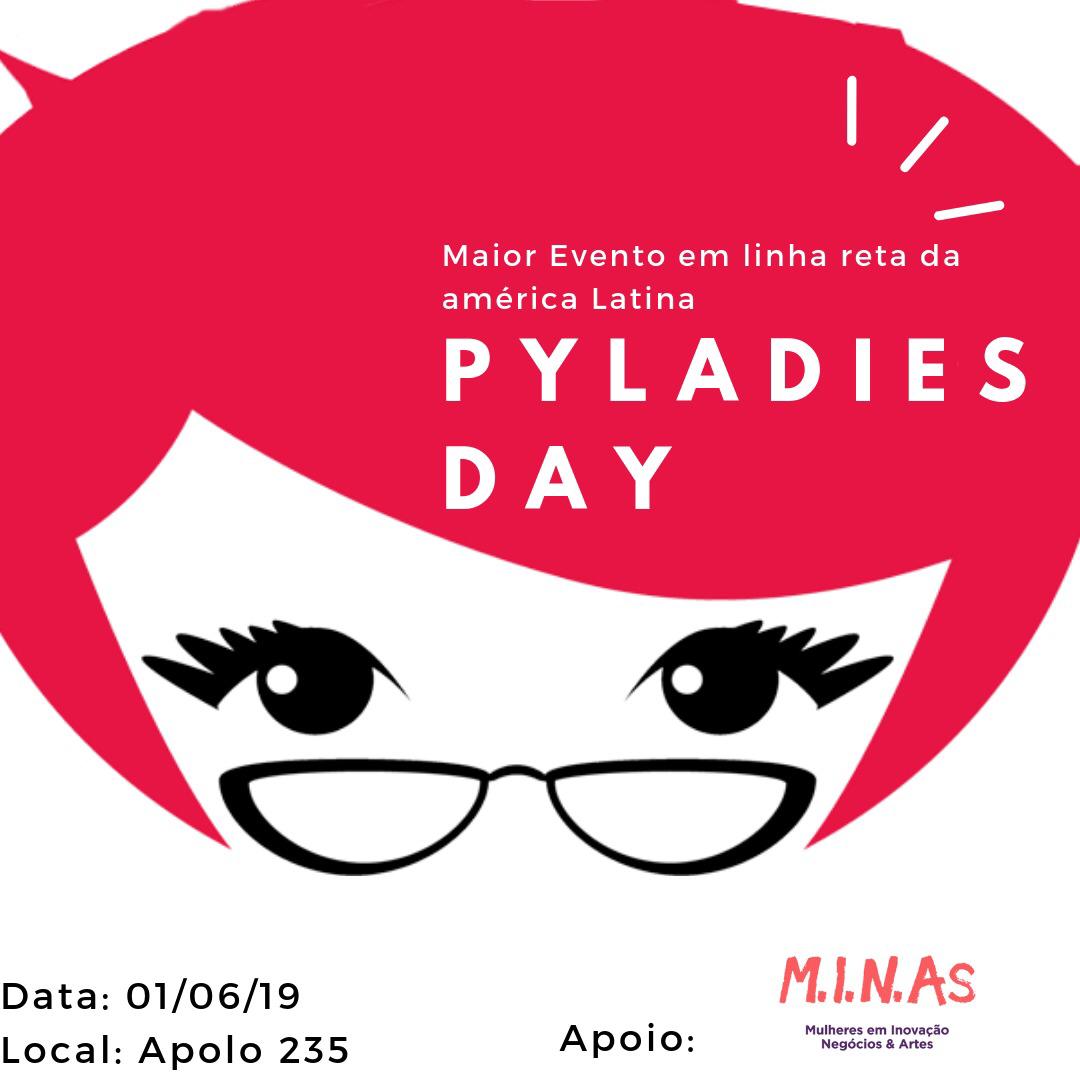 Maior Evento em linha reta da
américa Latina
PYLADIES
DAY
Data: 01/06/19
Local: Apolo 235
Apoio:
M.I.N.As
Mulheres em Inovação
Negócios & Artes